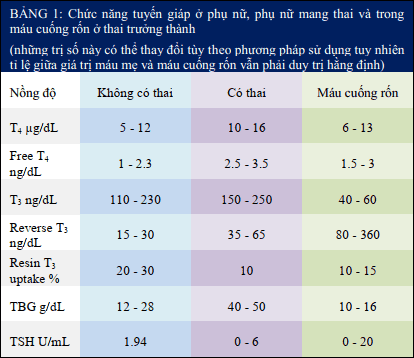 BẢNG 1: Chức năng tuyến giáp ở phụ nữ, phụ nữ mang thai và trong
máu cuống rốn ở thai trưởng thành
(những trị số này có thể thay đổi tùy theo phương pháp sử dụng tuy nhiên
tỉ lệ giữa giá trị máu mẹ và máu cuống rốn vẫn phải duy trì hằng định)
Nồng độ Không có thai Có thai Máu cuống rốn
T4 µg/dL 5 - 12 10 - 16 6 - 13
Free T4
ng/dL 1 - 2.3 2.5 - 3.5 1.5 - 3
T3 ng/dL 110 - 230 150 - 250 40 - 60
Reverse T3
ng/dL 15 - 30 35 - 65 80 - 360
Resin T3
uptake % 20 - 30 10 10 - 15
TBG g/dL 12 - 28 40 - 50 10 - 16
TSH U/mL 1.94 0 - 6 0 - 20